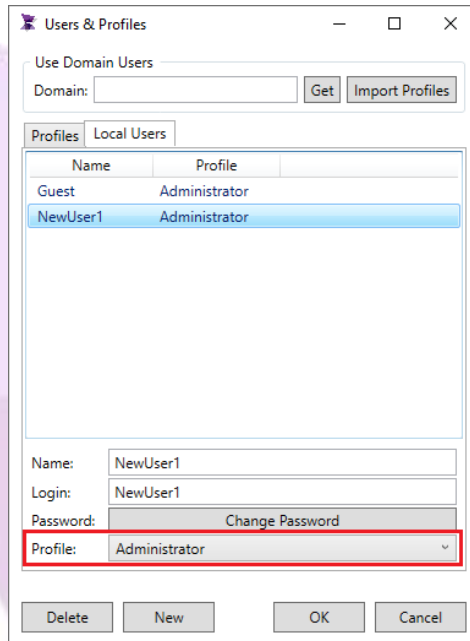 Users & Profiles
Use Domain Users
Domain: Get Import Profiles
Profiles Local Users
Name Profile
Guest Administrator
NewUser1 Administrator
Name: NewUser1
Login: NewUser1
Password: Change Password
Profile: Administrator
Delete New OK Cancel